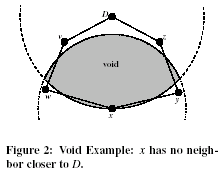 D
v
z
void
w
y
x
Figure 2: Void Example: x has no neigh-
bor closer to D.